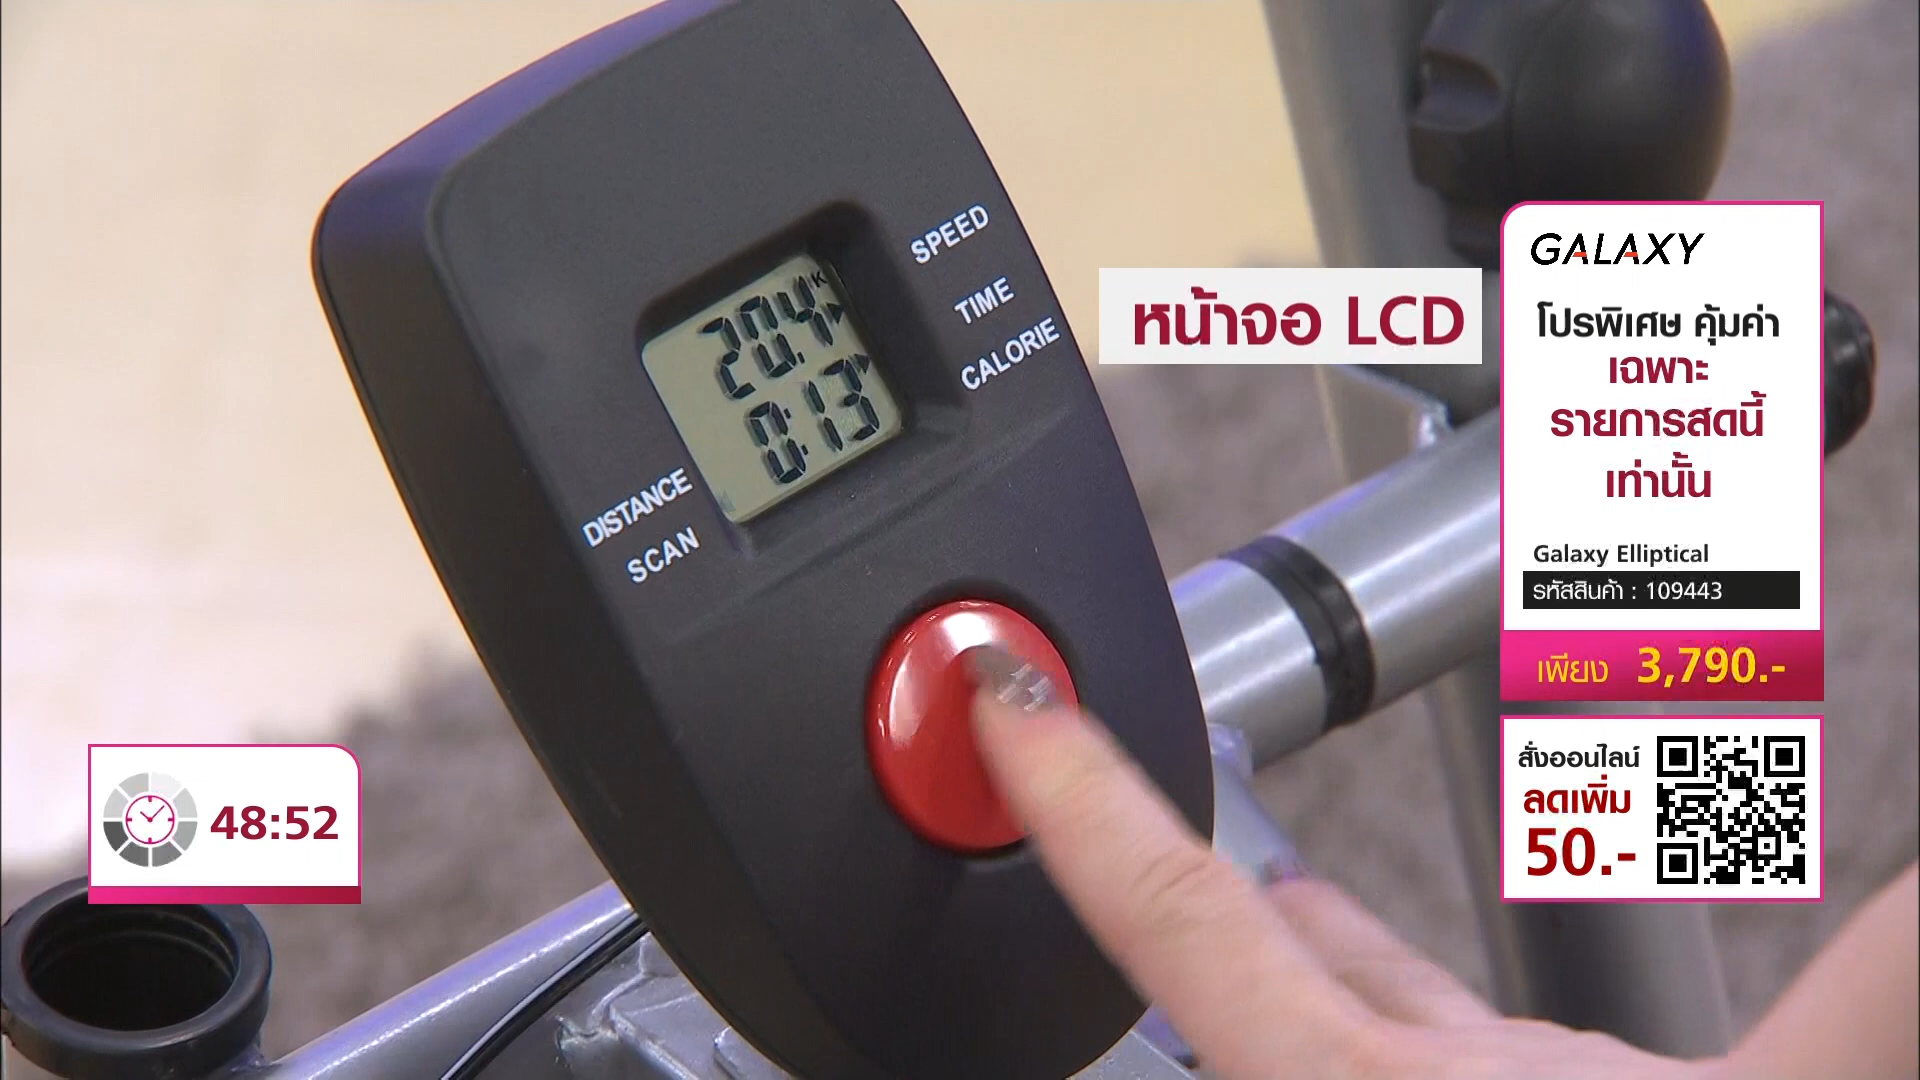 SPEED
TIME
CALORIE
20.4 K
0:13
DISTANCE
SCAN
หน้าจอ LCD
GALAXY
โปรพิเศษ คุ้มค่า
เฉพาะ
รายการสดนี้
เท่านั้น
Galaxy Elliptical
รหัสสินค้า : 109443
เพียง 3,790.-
สั่งออนไลน์
ลดเพิ่ม
50.-
48:52